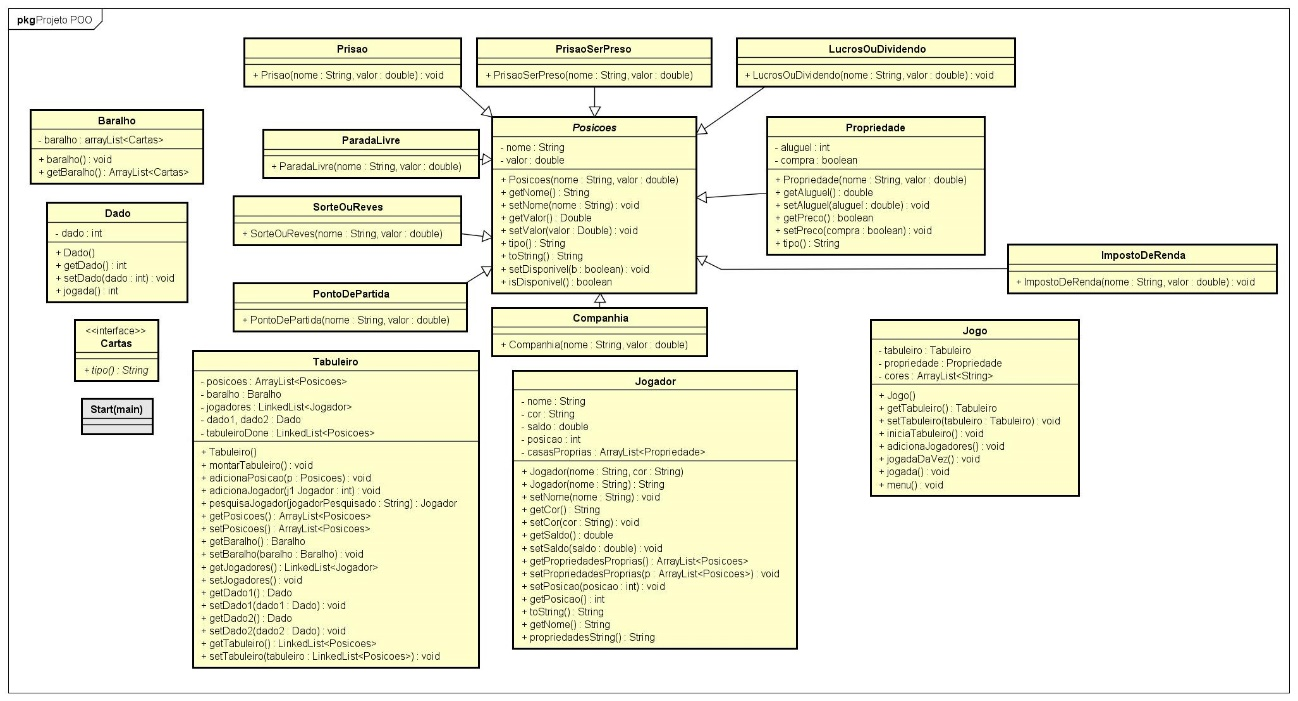 pkg Projeto POO
Prisao
+ Prisao(nome : String, valor : double) : void
PrisaoSerPreso
+ PrisaoSerPreso(nome : String, valor : double)
LucrosOuDividendo
+ LucrosOuDividendo(nome : String, valor : double) : void
Baralho
- baralho : arrayList<Cartas>
+ baralho() : void
+ getBaralho() : ArrayList<Cartas>
ParadaLivre
+ ParadaLivre(nome : String, valor : double)
Posicoes
- nome : String
- valor : double
+ Posicoes(nome : String, valor : double)
+ getNome() : String
+ setNome(nome : String) : void
+ getValor() : Double
+ setValor(valor : Double) : void
+ tipo() : String
+ toString() : String
+ setDisponivel(b : boolean) : void
+ isDisponivel() : boolean
Propriedade
- aluguel : int
- compra : boolean
+ Propriedade(nome : String, valor : double)
+ getAluguel() : double
+ setAluguel(aluguel : double) : void
+ getPreco() : boolean
+ setPreco(compra : boolean) : void
+ tipo() : String
Dado
- dado : int
+ Dado()
+ getDado() : int
+ setDado(dado : int) : void
+ jogada() : int
SorteOuReves
+ SorteOuReves(nome : String, valor : double)
ImpostoDeRenda
+ ImpostoDeRenda(nome : String, valor : double) : void
PontoDePartida
+ PontoDePartida(nome : String, valor : double)
Companhia
+ Companhia(nome : String, valor : double)
<<interface>>
Cartas
+ tipo() : String
Start(main)
Tabuleiro
- posicoes : ArrayList<Posicoes>
- baralho : Baralho
- jogadores : LinkedList<Jogador>
- dado1, dado2 : Dado
- tabuleiroDone : LinkedList<Posicoes>
+ Tabuleiro()
+ montarTabuleiro() : void
+ adicionaPosicao(p : Posicoes) : void
+ adicionaJogador(j1 Jogador : int) : void
+ pesquisaJogador(jogadorPesquisado : String) : Jogador
+ getPosicoes() : ArrayList<Posicoes>
+ setPosicoes() : ArrayList<Posicoes>
+ getBaralho() : Baralho
+ setBaralho(baralho : Baralho) : void
+ getJogadores() : LinkedList<Jogador>
+ setJogadores() : void
+ getDado1() : Dado
+ setDado1(dado1 : Dado) : void
+ getDado2() : Dado
+ setDado2(dado2 : Dado) : void
+ getTabuleiro() : LinkedList<Posicoes>
+ setTabuleiro(tabuleiro : LinkedList<Posicoes>) : void
Jogador
- nome : String
- cor : String
- saldo : double
- posicao : int
- casasProprias : ArrayList<Propriedade>
+ Jogador(nome : String, cor : String)
+ Jogador(nome : String) : String
+ setNome(nome : String) : void
+ getCor() : String
+ setCor(cor : String) : void
+ getSaldo() : double
+ setSaldo(saldo : double) : void
+ getPropriedadesProprias() : ArrayList<Posicoes>
+ setPropriedadesProprias(p : ArrayList<Posicoes>) : void
+ setPosicao(posicao : int) : void
+ getPosicao() : int
+ toString() : String
+ getNome() : String
+ propriedadesString() : String
Jogo
- tabuleiro : Tabuleiro
- propriedade : Propriedade
- cores : ArrayList<String>
+ Jogo()
+ getTabuleiro() : Tabuleiro
+ setTabuleiro(tabuleiro : Tabuleiro) : void
+ iniciaTabuleiro() : void
+ adicionaJogadores() : void
+ jogadaDaVez() : void
+ jogada() : void
+ menu() : void